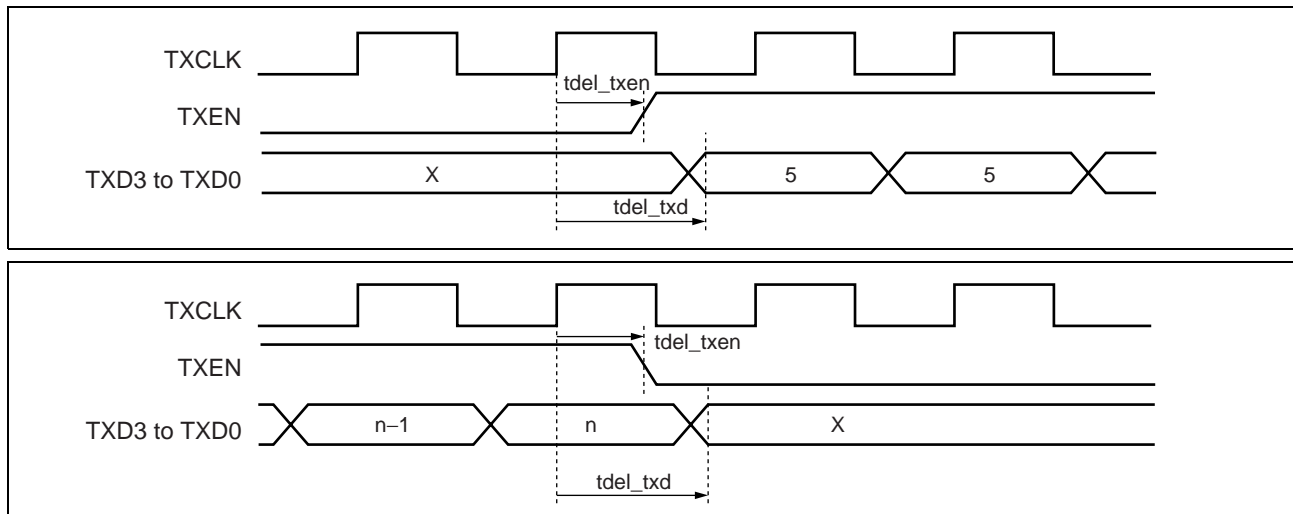 TXCLK
tdel_txen
TXEN
TXD3 to TXD0
X
5
5
tdel_txd
TXCLK
tdel_txen
TXEN
TXD3 to TXD0
n−1
n
X
tdel_txd